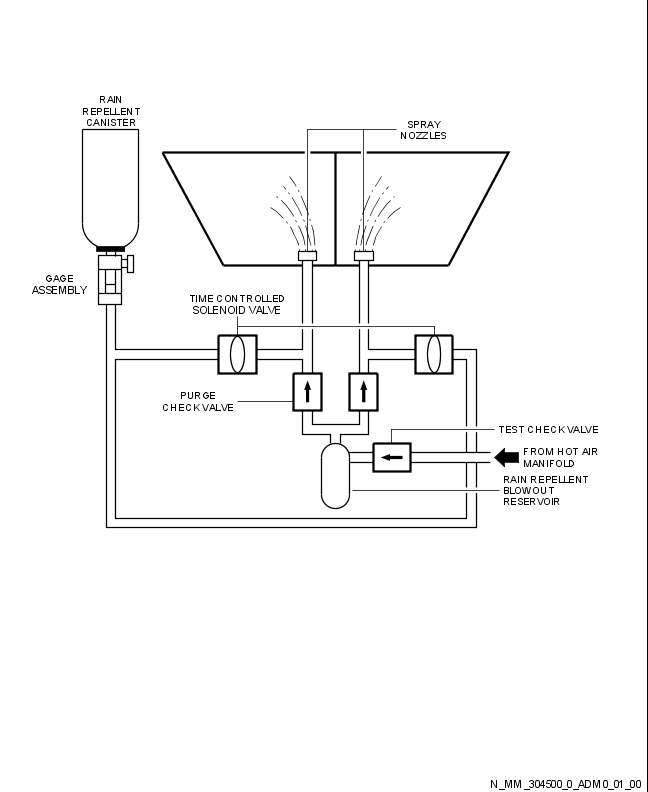 RAIN
REPELLENT
CANISTER
SPRAY
NOZZLES
GAGE
ASSEMBLY
TIME CONTROLLED
SOLENOID VALVE
PURGE
CHECK VALVE
TEST CHECK VALVE
FROM HOT AIR
MANIFOLD
RAIN REPELLENT
BLOWOUT
RESERVOIR
N_MM_304500_0_ADM0_01_00